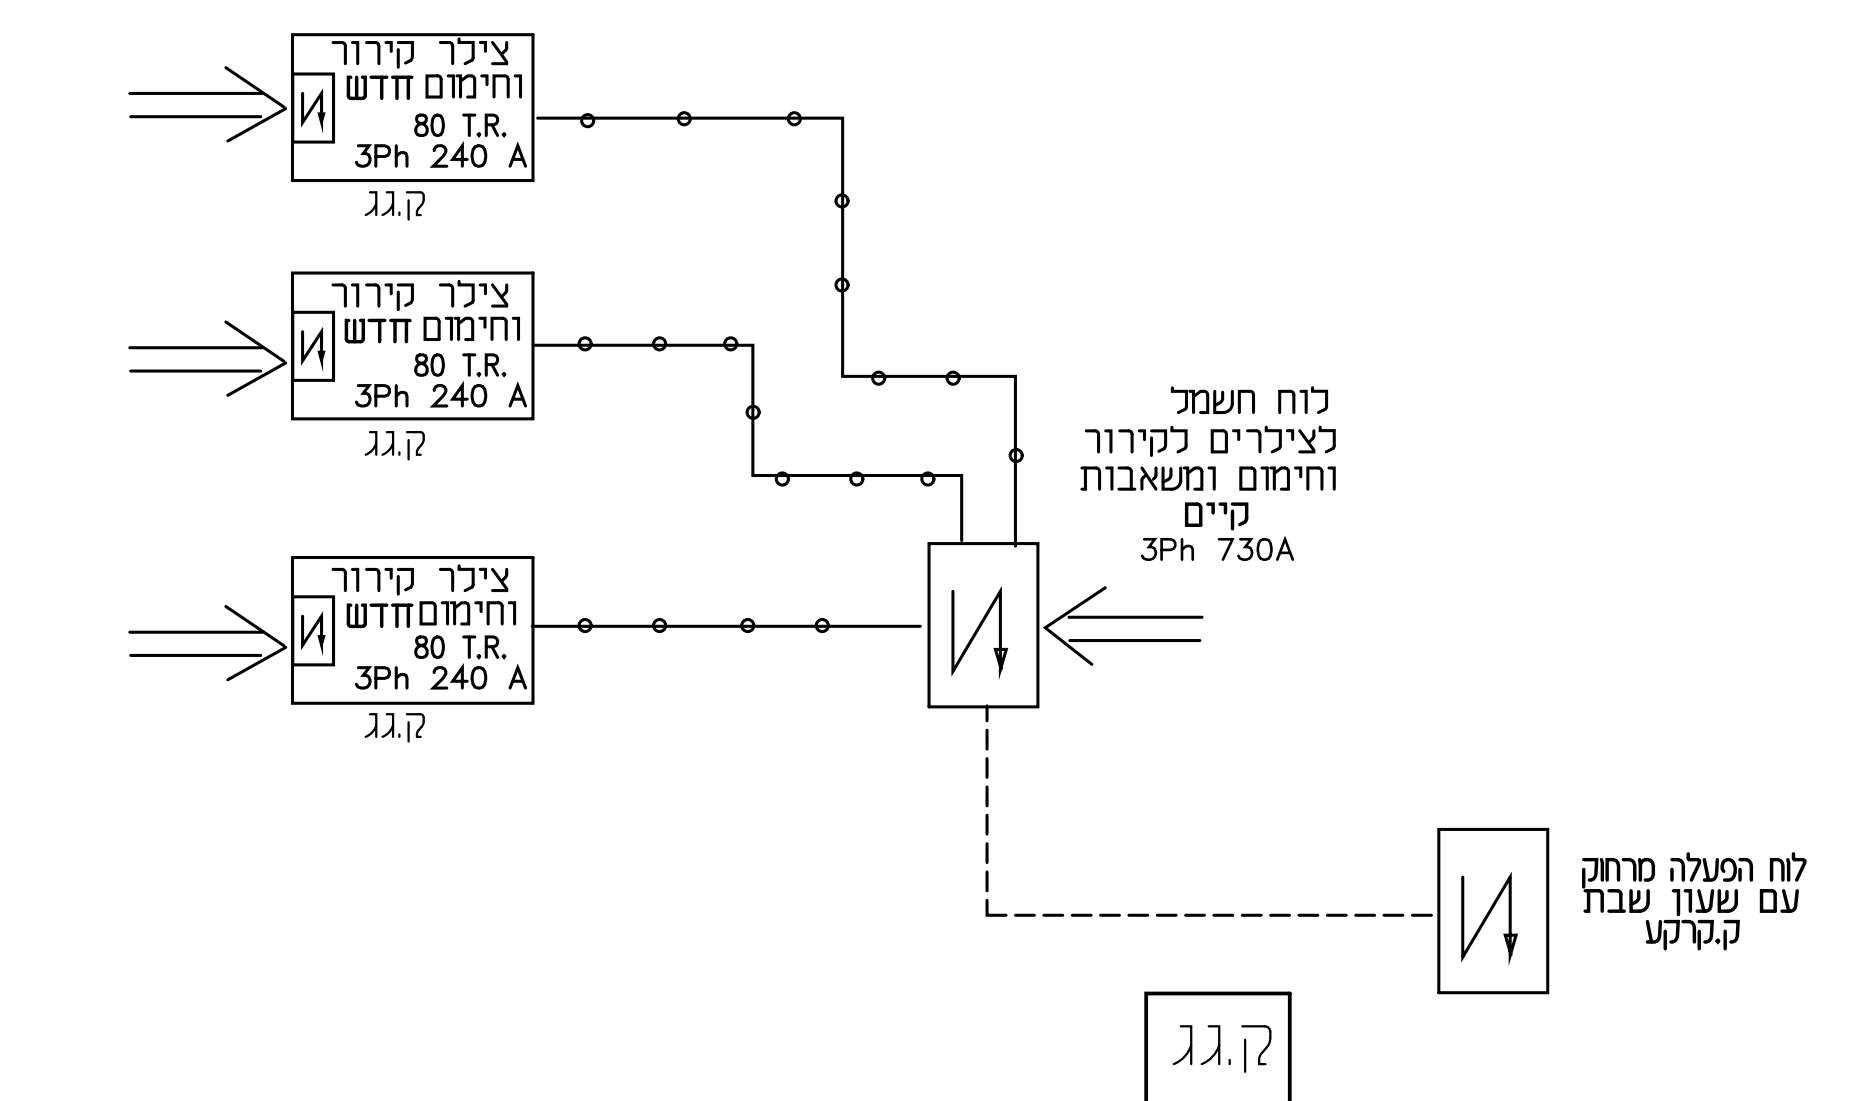 צילר קירור
וחימום חדש
80 T.R.
3Ph 240 A
ק.גג
צילר קירור
וחימום חדש
80 T.R.
3Ph 240 A
ק.גג
לוח חשמל
לצילרים לקירור
וחימום ומשאבות
קיים
3Ph 730A
צילר קירור
וחימום חדש
80 T.R.
3Ph 240 A
ק.גג
לוח הפעלה מרחוק
עם שעון שבת
ק.קרקע
ק.גג